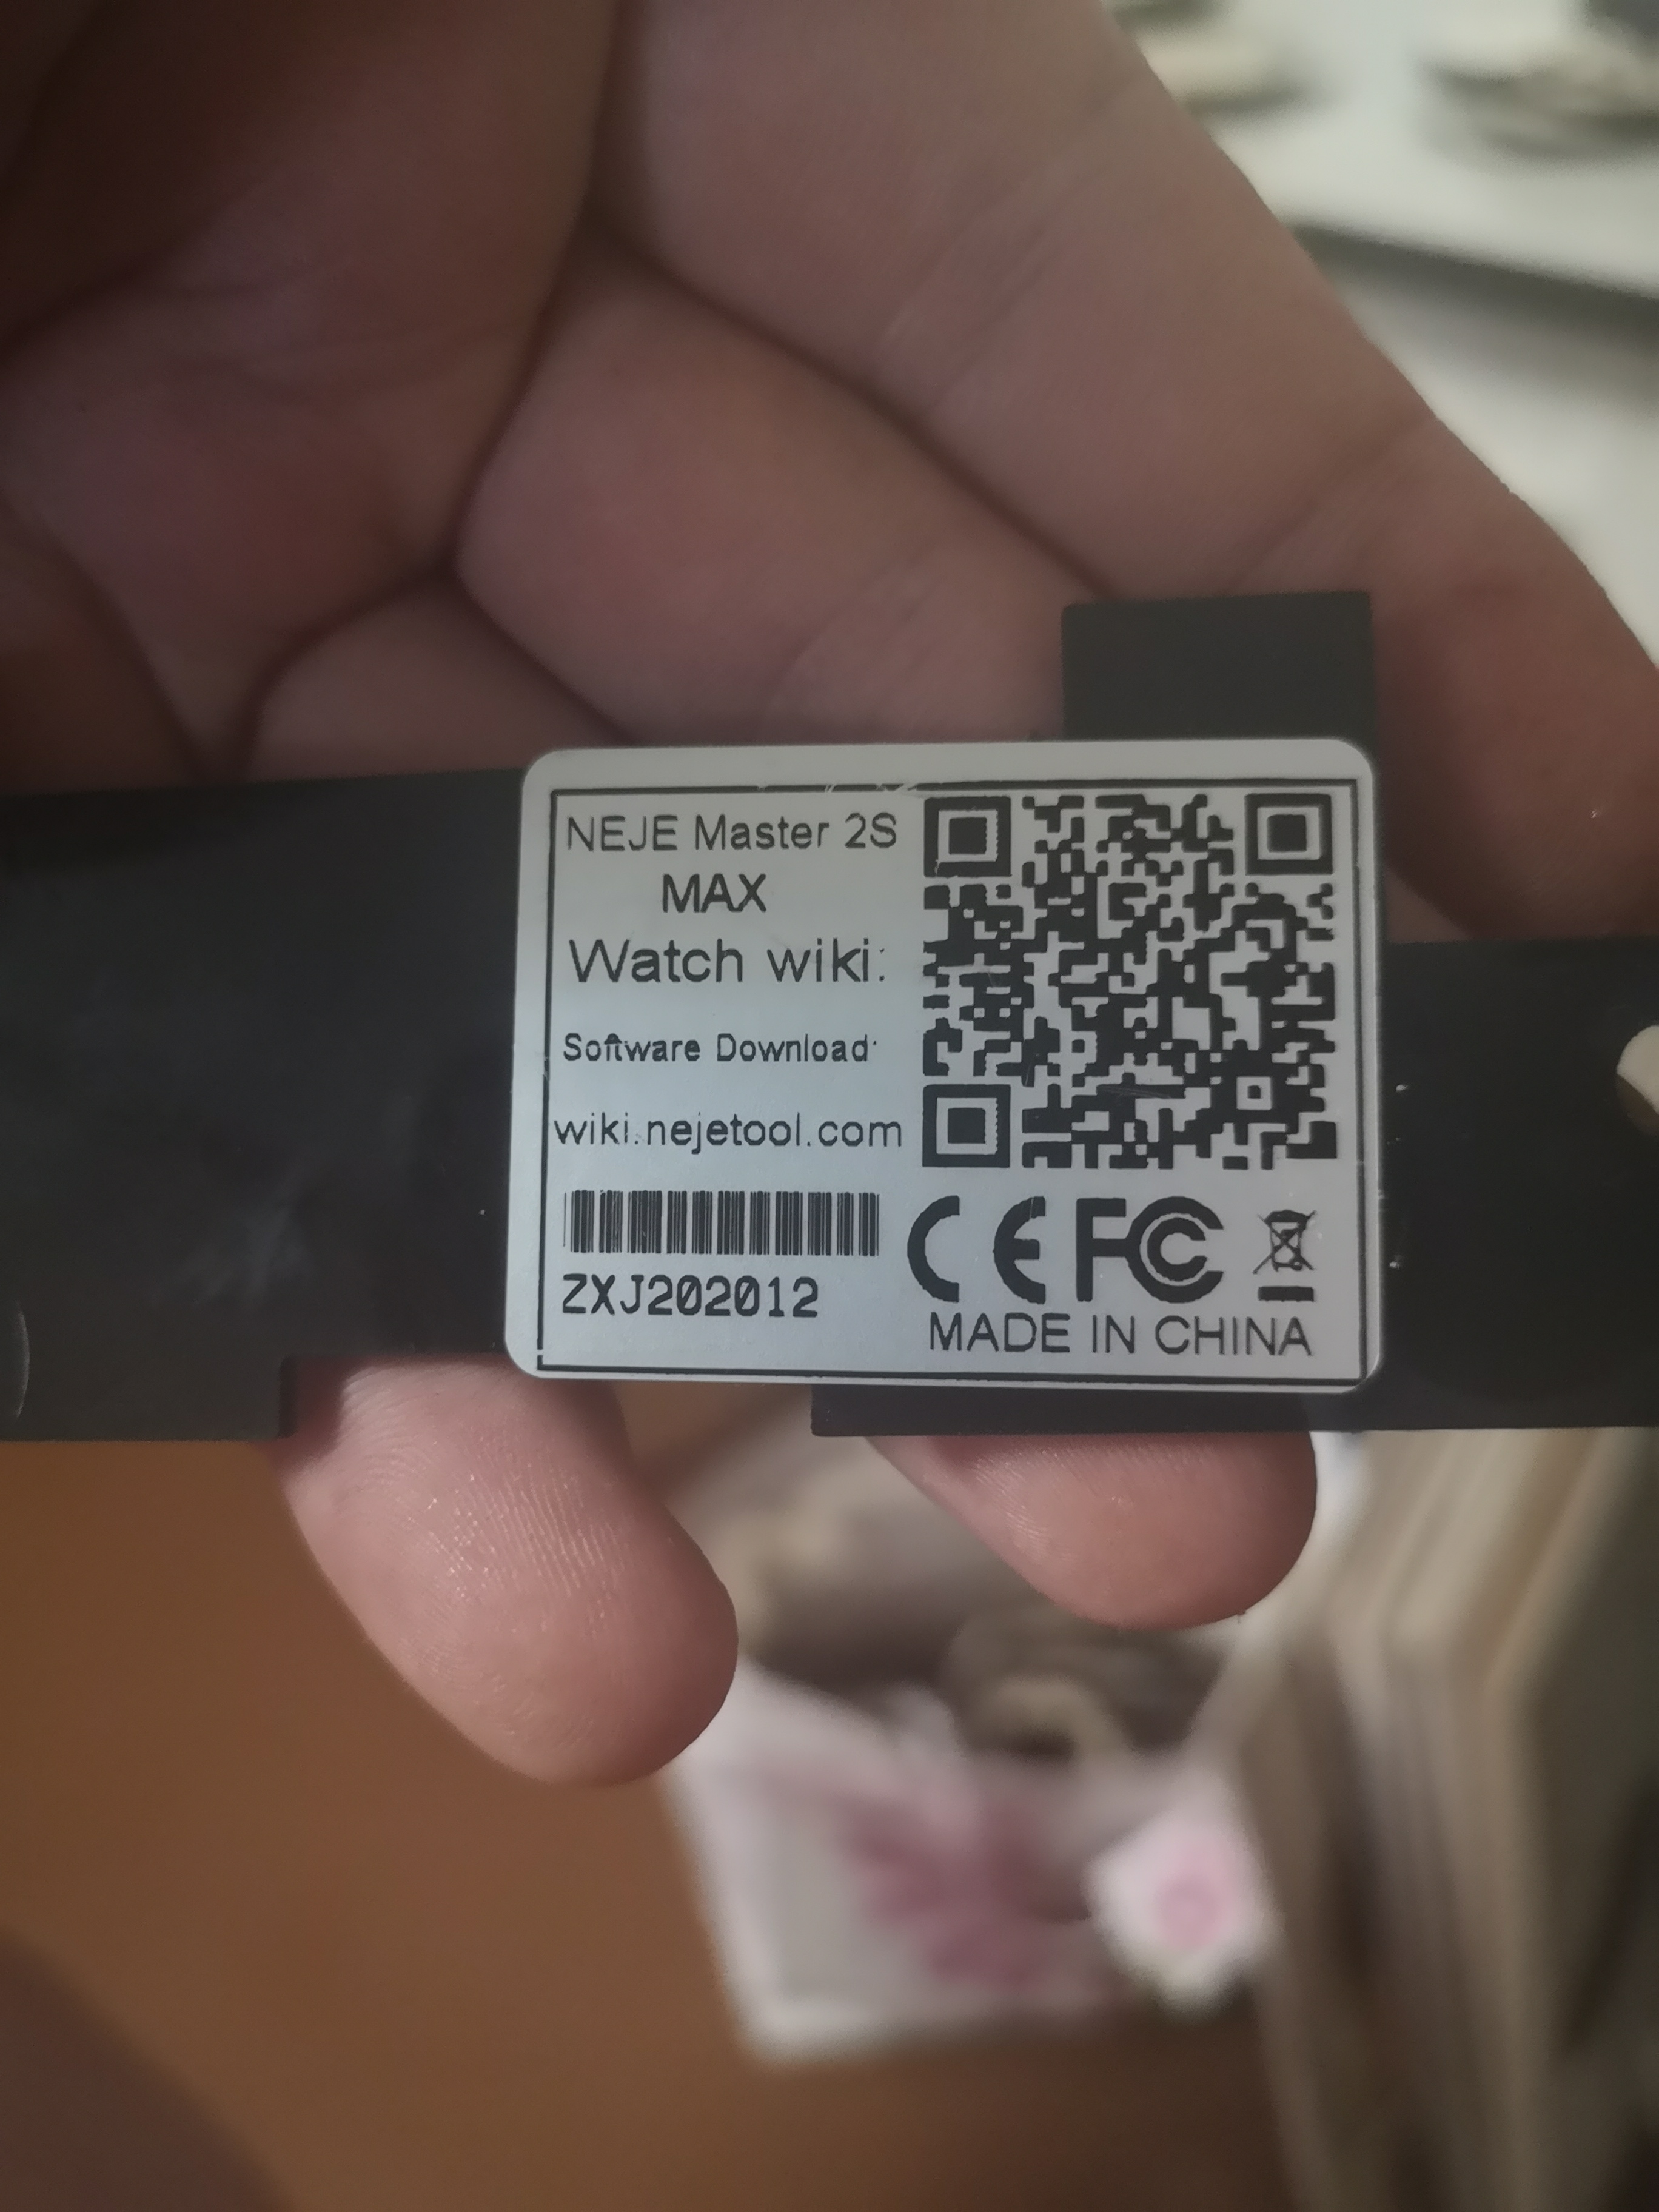 NEJE Master 2S
MAX
Watch wiki:
Software Download:
wiki.nejetool.com
ZXJ202012
CE FC
MADE IN CHINA